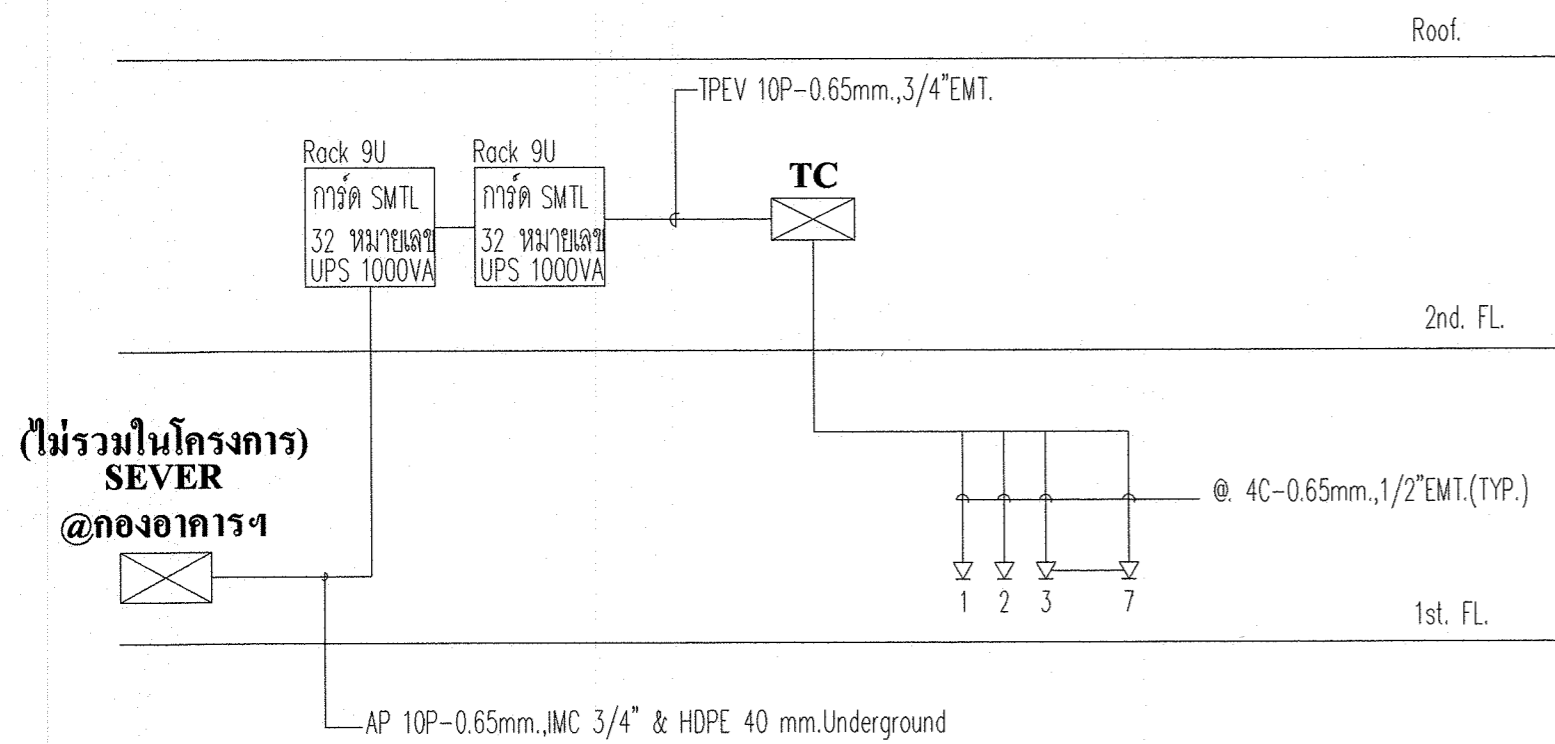 Roof.
TPEV 10P-0.65mm.,3/4"EMT.
Rack 9U
การ์ด SMTL
32 หมายเลข
UPS 1000VA
Rack 9U
การ์ด SMTL
32 หมายเลข
UPS 1000VA
TC
2nd. FL.
(ไม่รวมในโครงการ)
SEVER
@กองอาคารฯ
@. 4C-0.65mm.,1/2"EMT.(TYP.)
1 2 3 7
1st. FL.
AP 10P-0.65mm.,IMC 3/4" & HDPE 40 mm.Underground